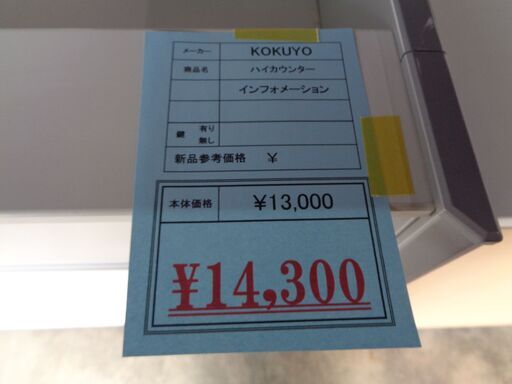 メーカー KOKUYO
商品名 ハイカウンター
インフォメーション
鍵 有り 無し
新品参考価格 ¥
本体価格 ¥13,000
¥14,300